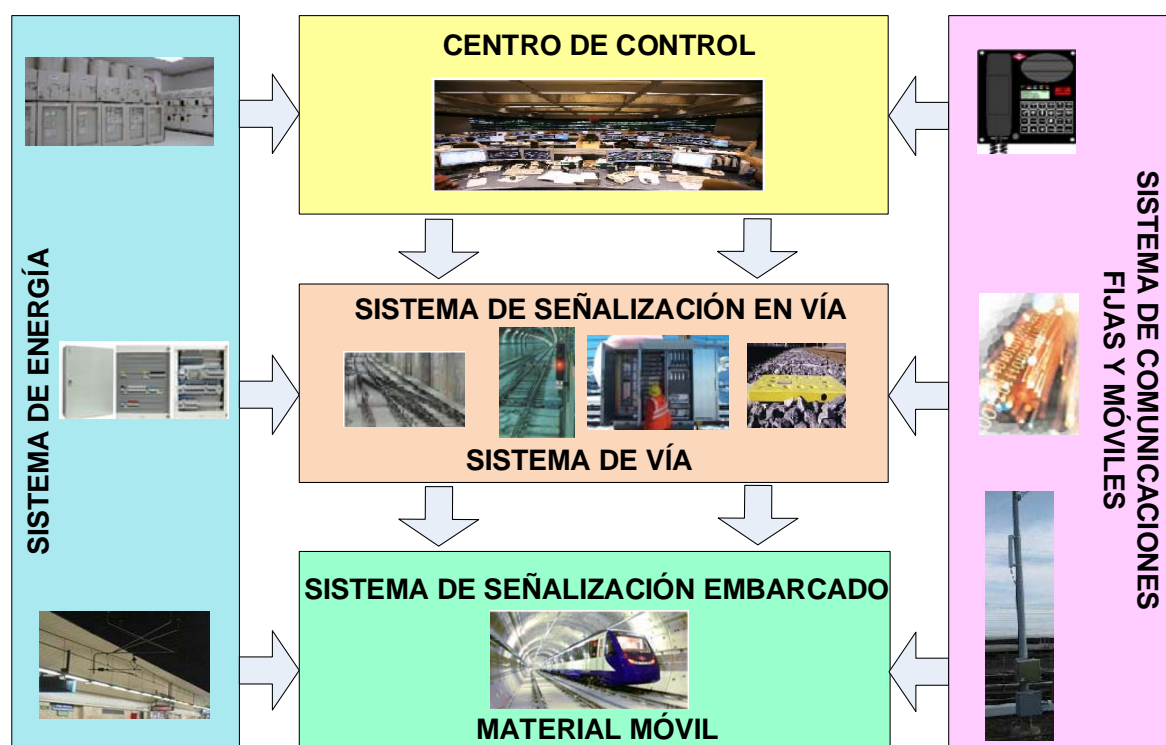 CENTRO DE CONTROL
SISTEMA DE ENERGÍA
SISTEMA DE SEÑALIZACIÓN EN VÍA
SISTEMA DE VÍA
SISTEMA DE SEÑALIZACIÓN EMBARCADO
MATERIAL MÓVIL
SISTEMA DE COMUNICACIONES
FIJAS Y MÓVILES